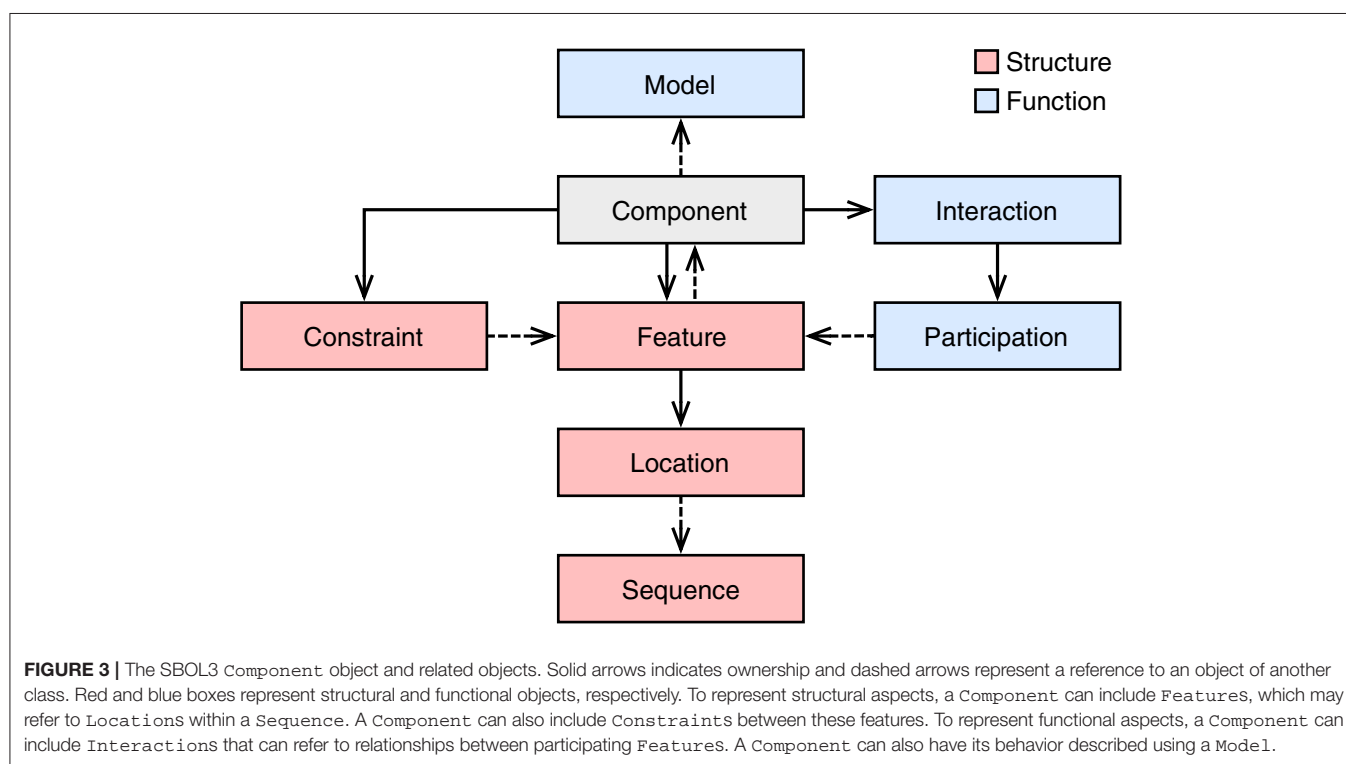 Model
Structure
Function
Component
Interaction
Constraint
Feature
Participation
Location
Sequence
FIGURE 3 | The SBOL3 Component object and related objects. Solid arrows indicates ownership and dashed arrows represent a reference to an object of another
class. Red and blue boxes represent structural and functional objects, respectively. To represent structural aspects, a Component can include Features, which may
refer to Locations within a Sequence. A Component can also include Constraints between these features. To represent functional aspects, a Component can
include Interactions that can refer to relationships between participating Features. A Component can also have its behavior described using a Model.